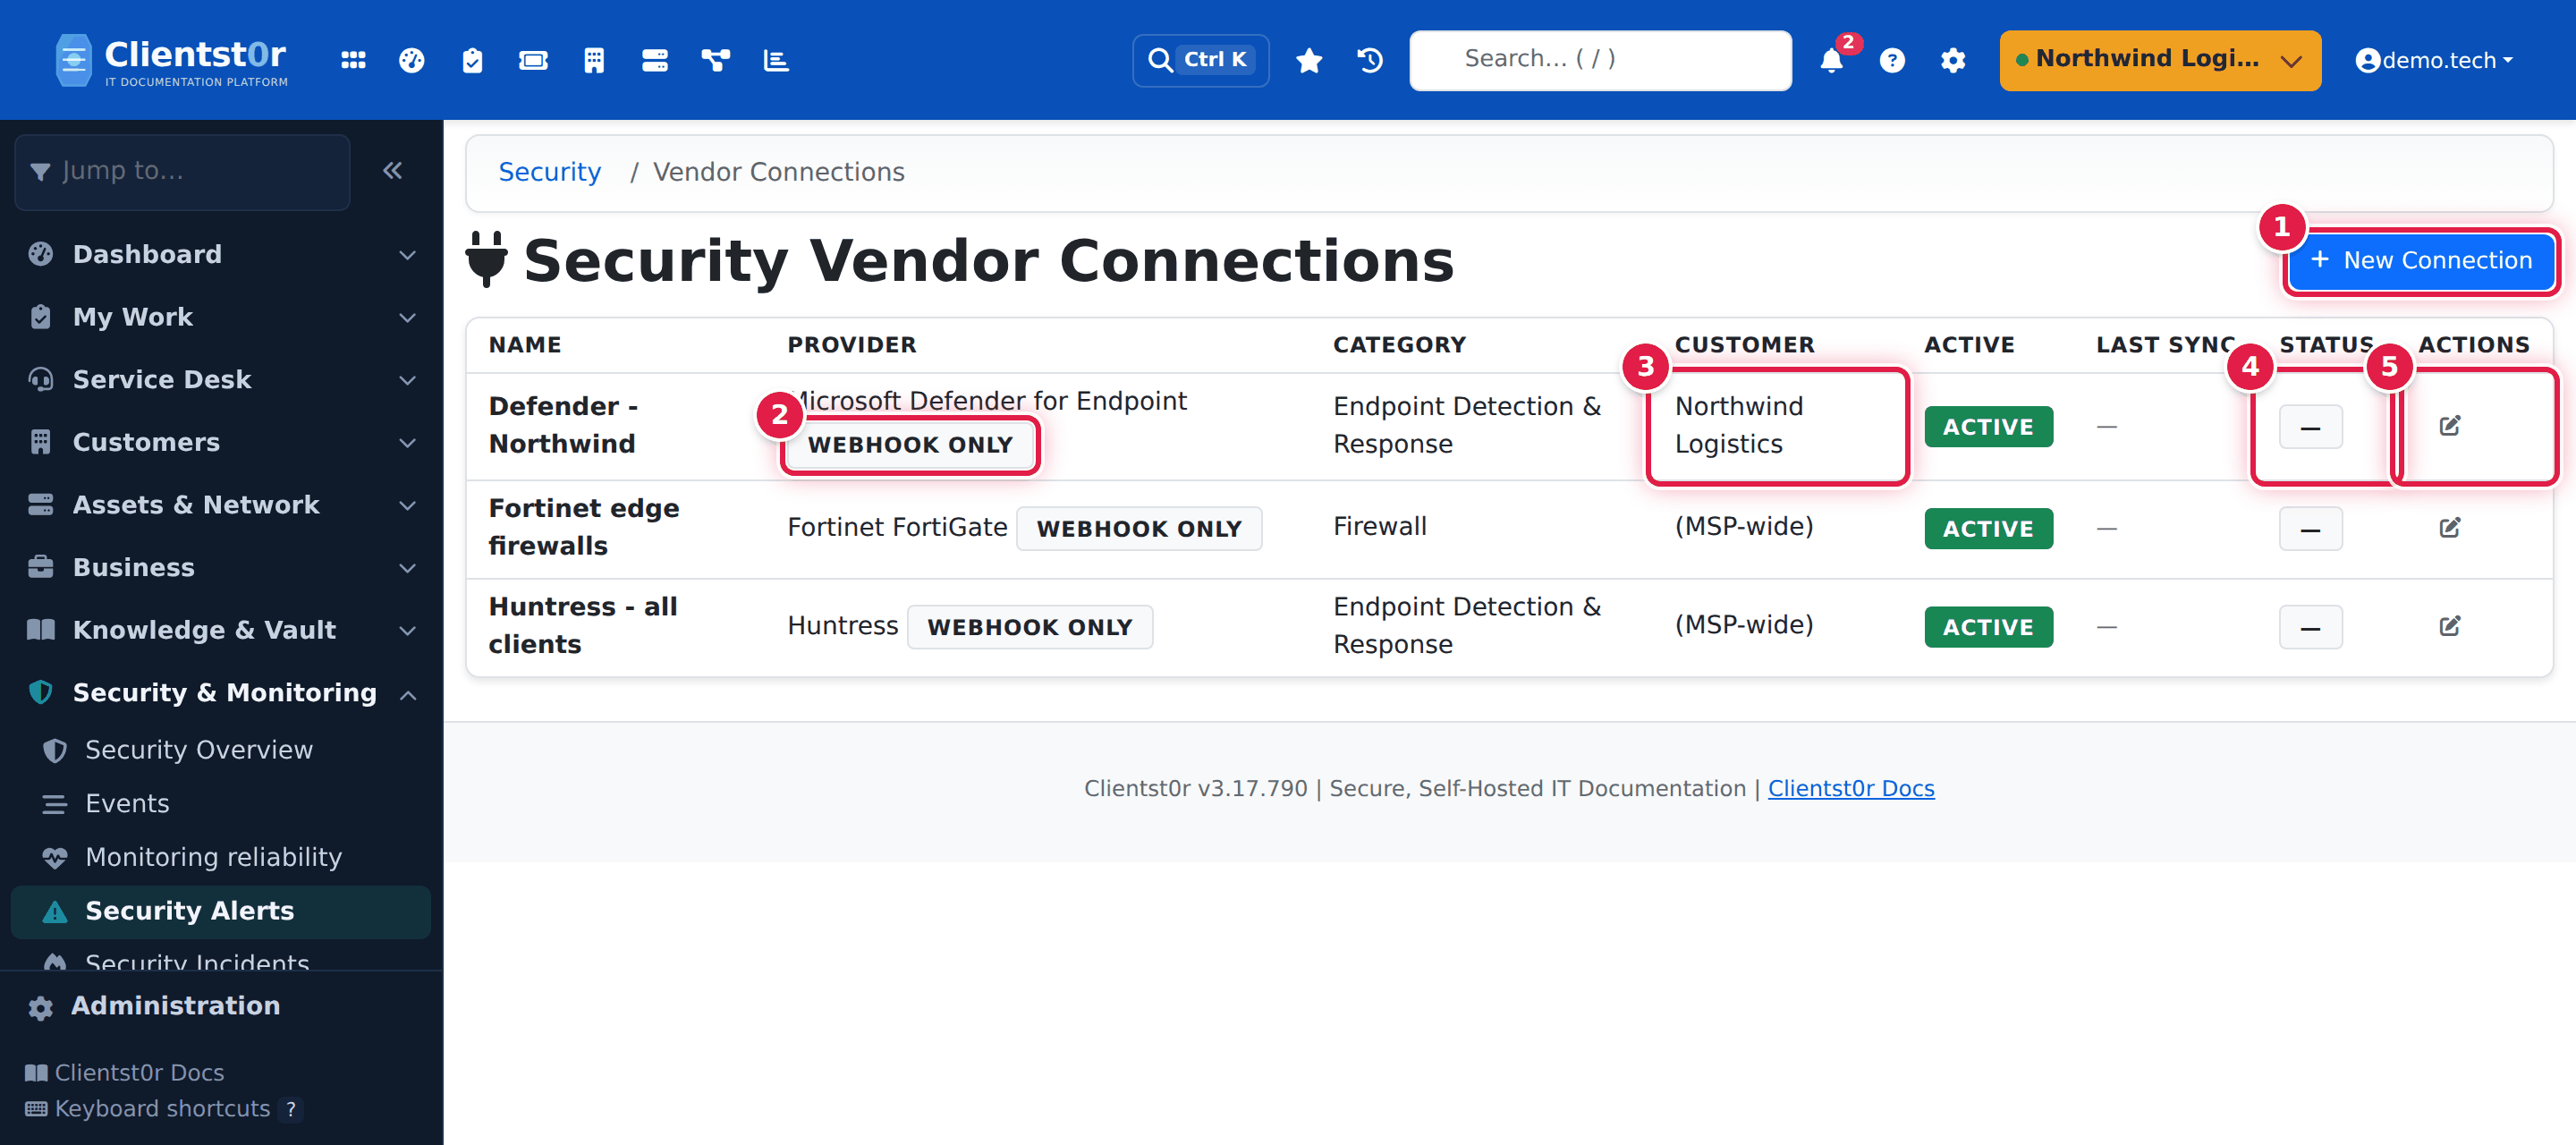 Clientst0r
IT DOCUMENTATION PLATFORM
Ctrl K
Search... ( / )
2
Northwind Logi...
demo.tech
Jump to...
Dashboard
My Work
Service Desk
Customers
Assets & Network
Business
Knowledge & Vault
Security & Monitoring
Security Overview
Events
Monitoring reliability
Security Alerts
Security Incidents
Administration
Clientst0r Docs
Keyboard shortcuts ?
Security / Vendor Connections
Security Vendor Connections
1
+ New Connection
NAME PROVIDER CATEGORY CUSTOMER ACTIVE LAST SYNC STATUS ACTIONS
3 4 5
Defender -
Northwind
Microsoft Defender for Endpoint
2
WEBHOOK ONLY
Endpoint Detection &
Response
Northwind
Logistics
ACTIVE
—
—
Fortinet edge
firewalls
Fortinet FortiGate WEBHOOK ONLY
Firewall
(MSP-wide)
ACTIVE
—
—
Huntress - all
clients
Huntress WEBHOOK ONLY
Endpoint Detection &
Response
(MSP-wide)
ACTIVE
—
—
Clientst0r v3.17.790 | Secure, Self-Hosted IT Documentation | Clientst0r Docs